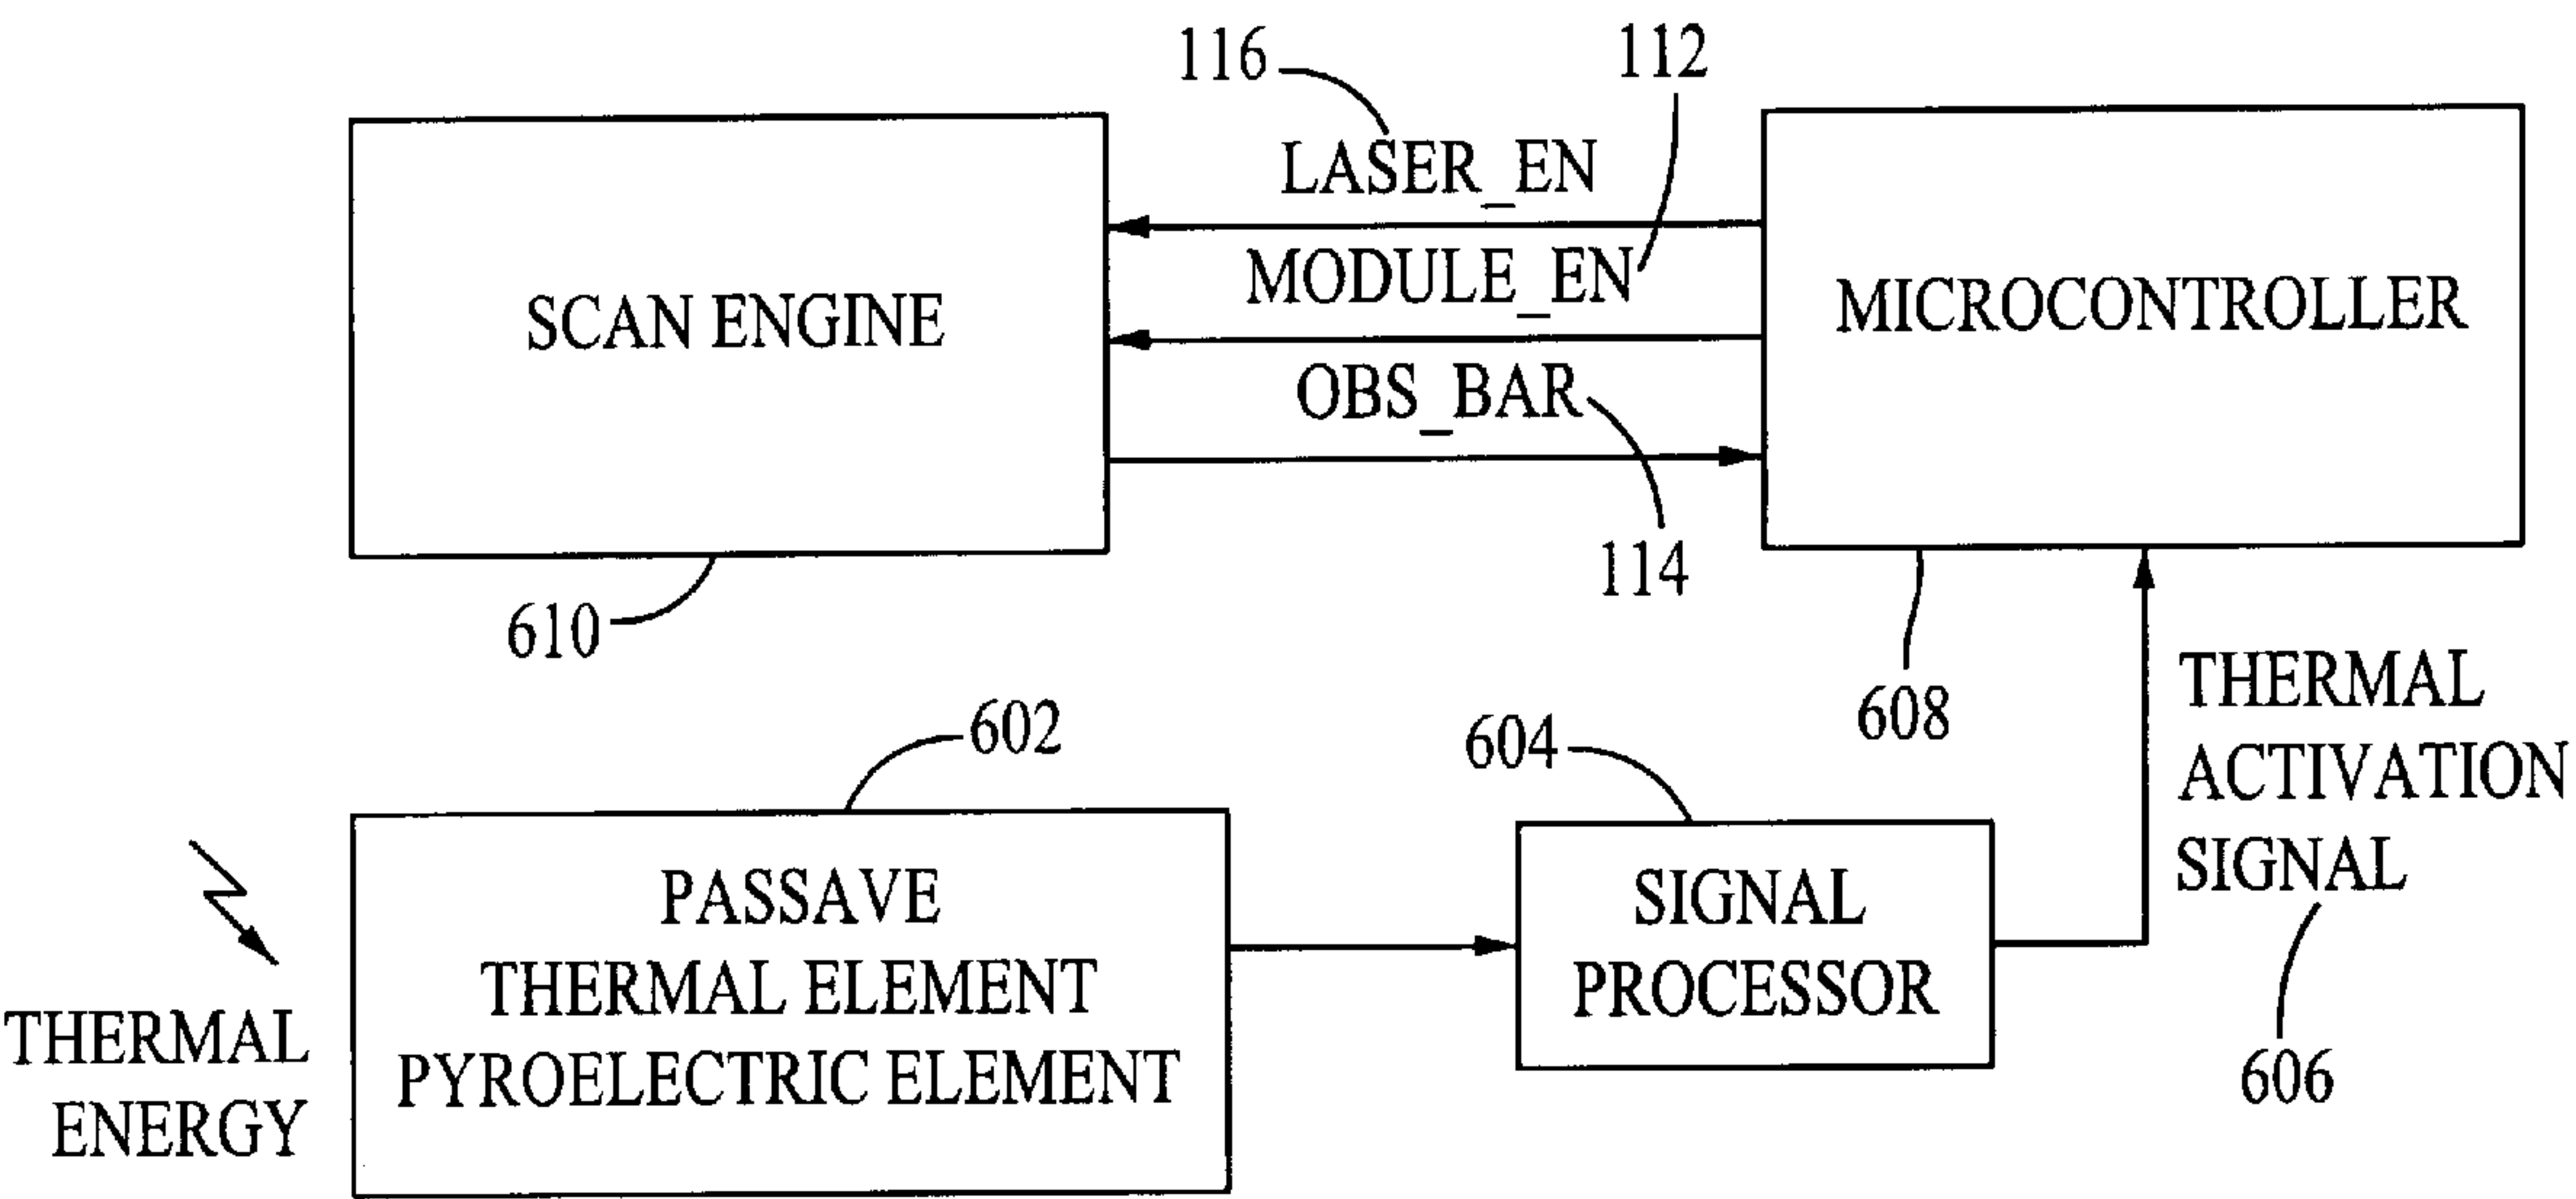 116
112
LASER_EN
MODULE_EN
OBS_BAR
114
SCAN ENGINE
610
MICROCONTROLLER
608
THERMAL
ACTIVATION
SIGNAL
606
602
604
PASSAVE
THERMAL ELEMENT
PYROELECTRIC ELEMENT
SIGNAL
PROCESSOR
THERMAL
ENERGY